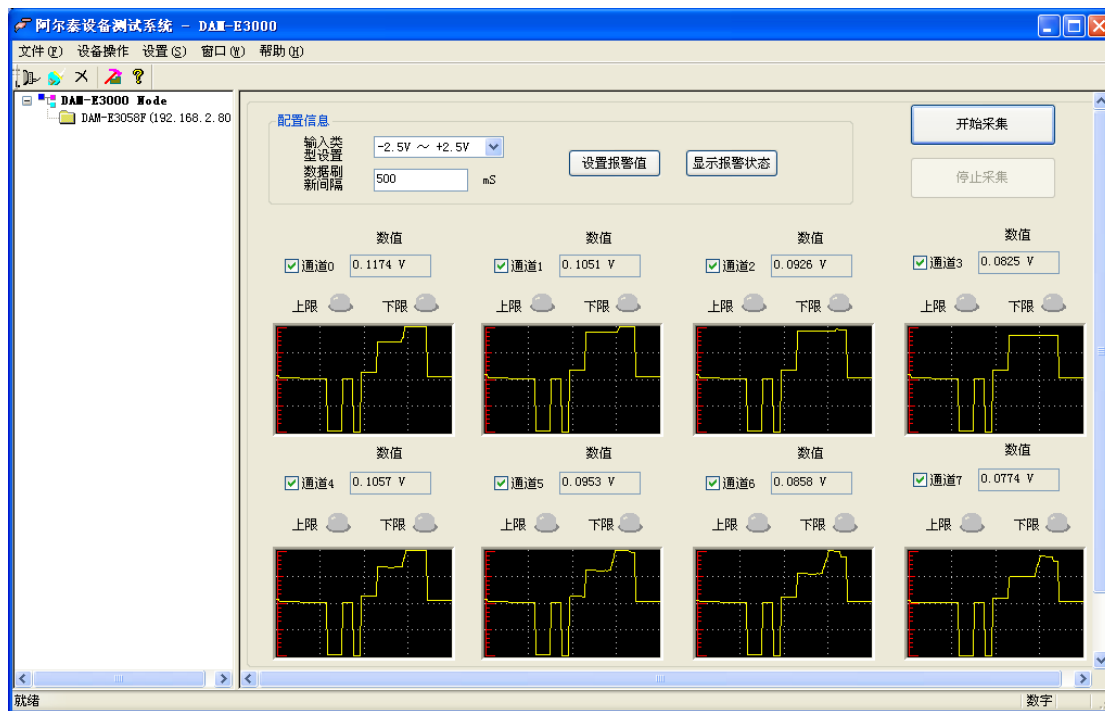 阿尔泰设备测试系统 - DAM-E3000
文件(F) 设备操作 设置(S) 窗口(W) 帮助(H)
DAM-E3000 Node
DAM-E3058F(192.168.2.80
配置信息
输入类型设置
-2.5V ～ +2.5V
数据刷新间隔
500
mS
设置报警值
显示报警状态
开始采集
停止采集
数值 数值 数值 数值
通道0 0.1174 V 通道1 0.1051 V 通道2 0.0926 V 通道3 0.0825 V
上限 下限 上限 下限 上限 下限 上限 下限
数值 数值 数值 数值
通道4 0.1057 V 通道5 0.0953 V 通道6 0.0858 V 通道7 0.0774 V
上限 下限 上限 下限 上限 下限 上限 下限
就绪 数字